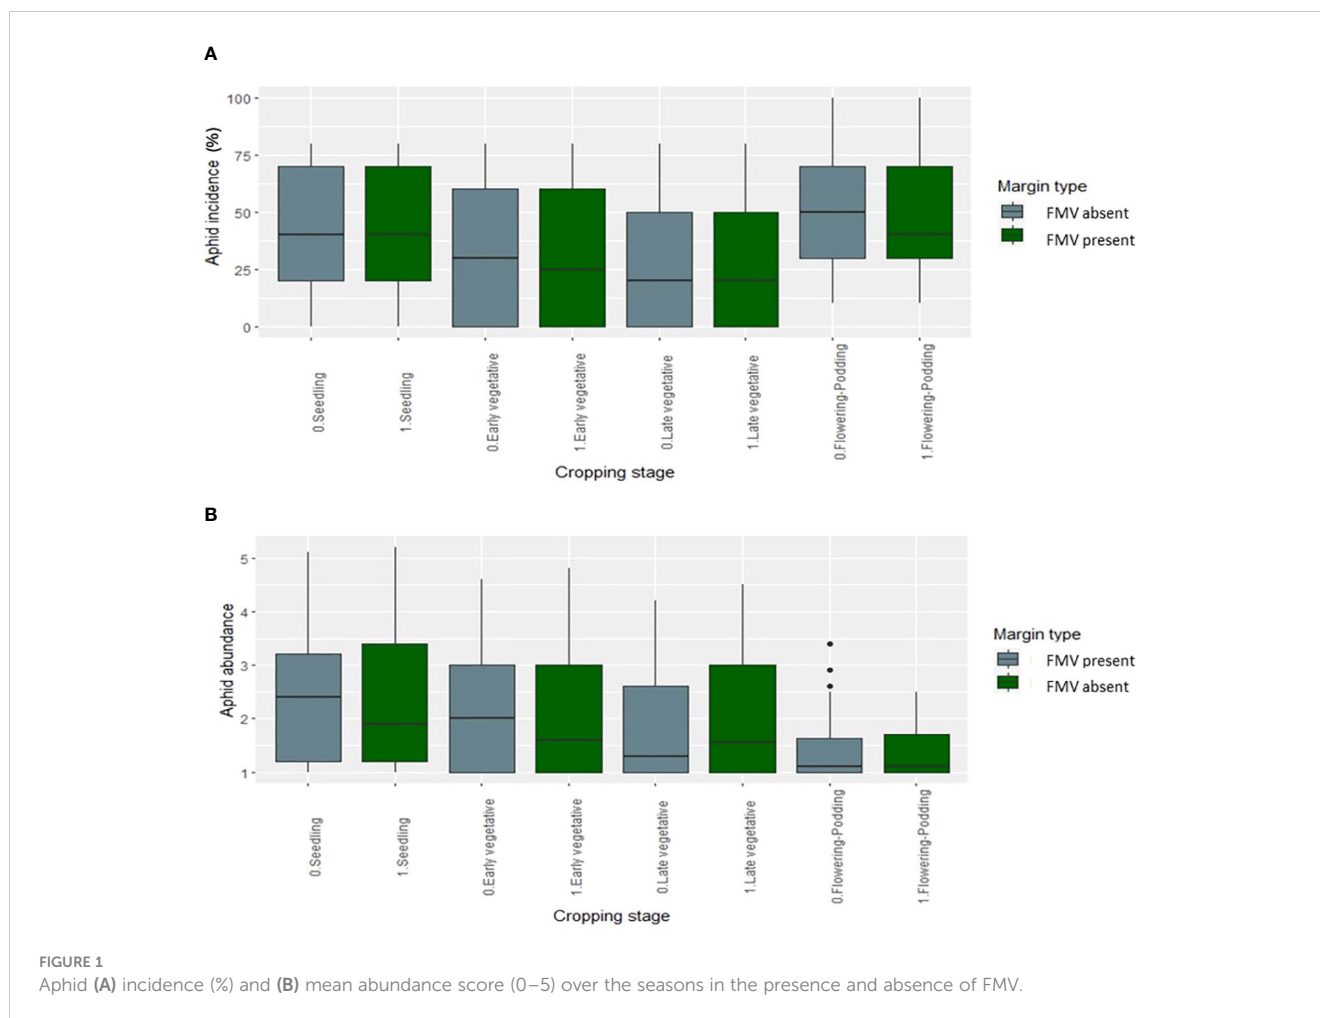 A
100
75
50
25
0
Aphid incidence (%)
0.Seedling
1.Seedling
0.Early vegetative
1.Early vegetative
0.Late vegetative
1.Late vegetative
0.Flowering-Podding
1.Flowering-Podding
Cropping stage
Margin type
FMV absent
FMV present
B
5
4
3
2
1
Aphid abundance
0.Seedling
1.Seedling
0.Early vegetative
1.Early vegetative
0.Late vegetative
1.Late vegetative
0.Flowering-Podding
1.Flowering-Podding
Cropping stage
Margin type
FMV present
FMV absent
FIGURE 1
Aphid (A) incidence (%) and (B) mean abundance score (0–5) over the seasons in the presence and absence of FMV.